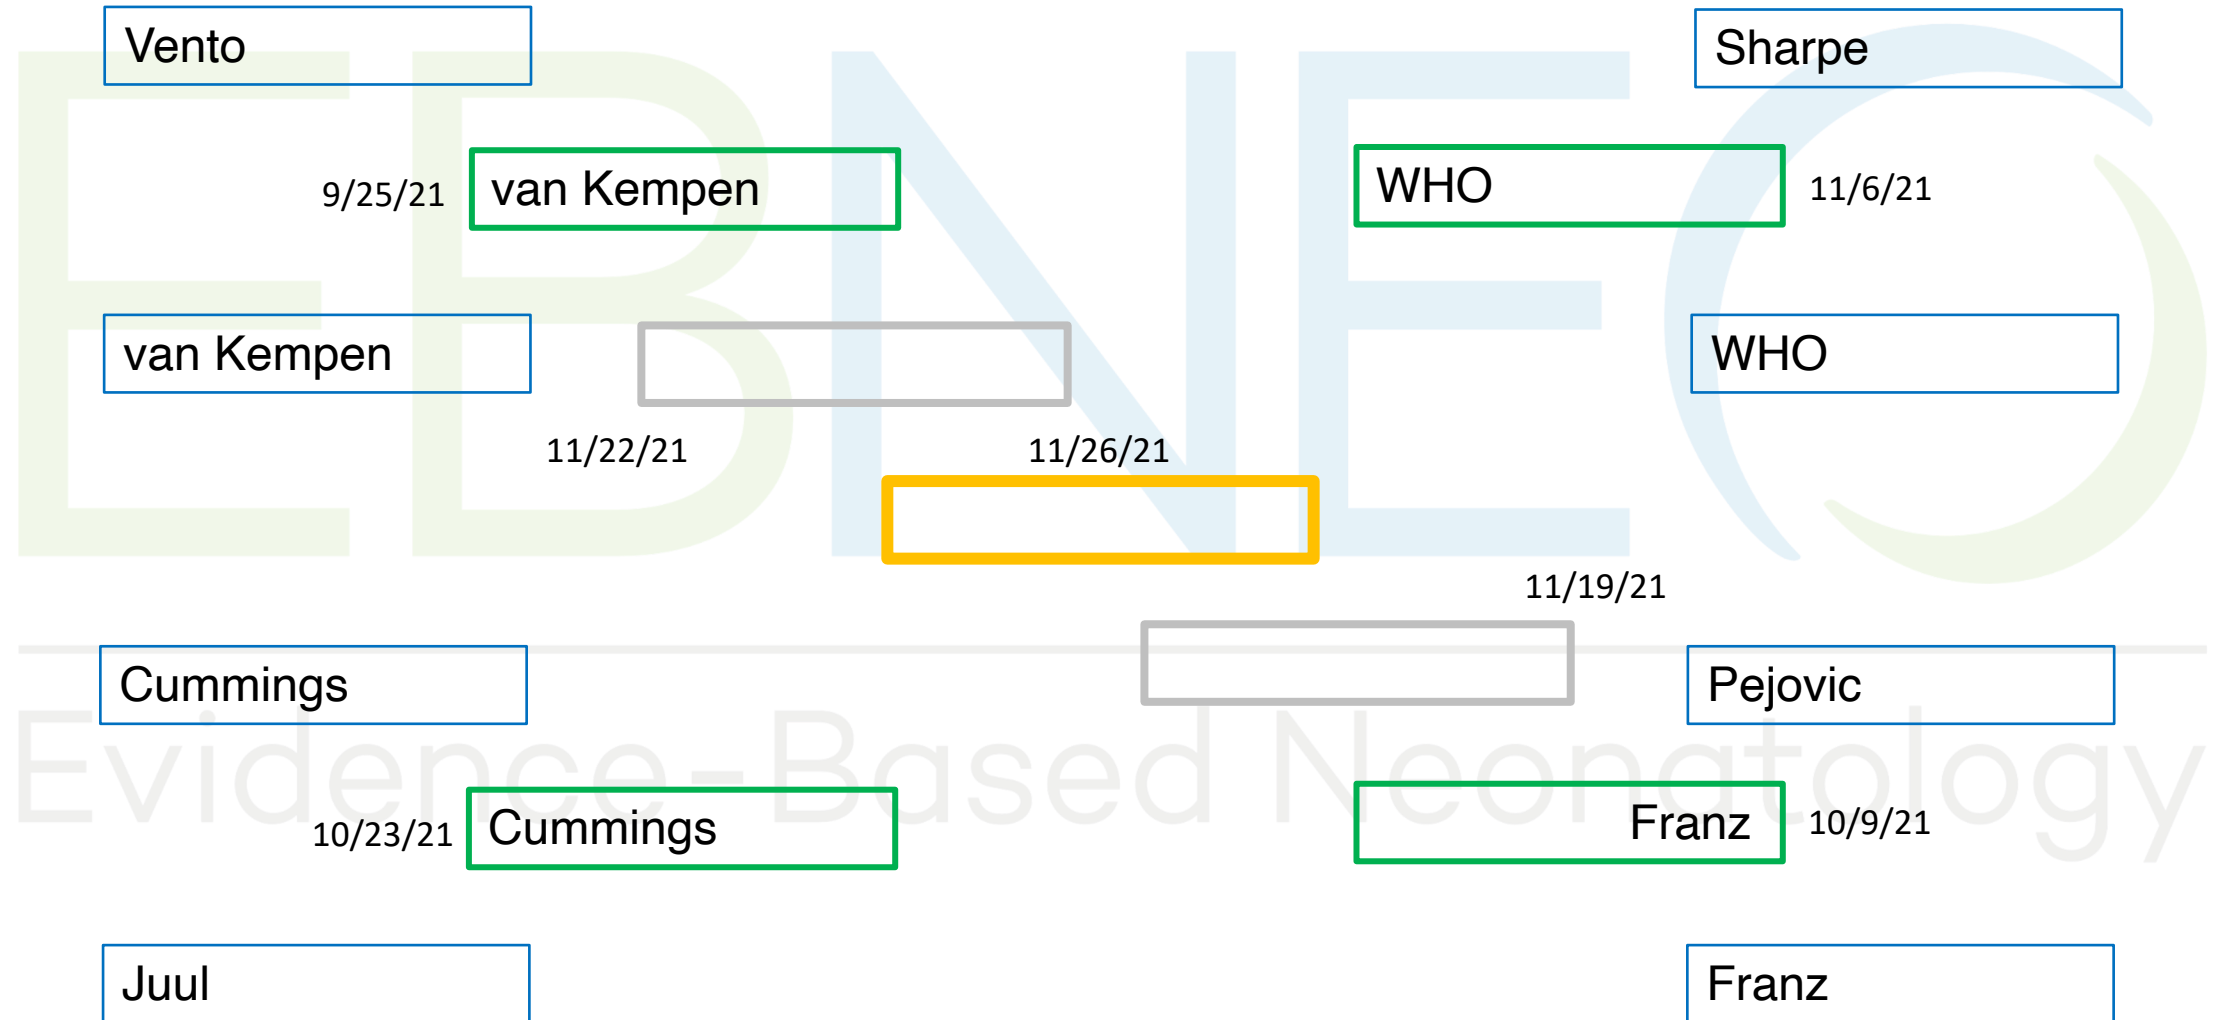 Vento
Sharpe
9/25/21
van Kempen
WHO
11/6/21
van Kempen
WHO
11/22/21
11/26/21
11/19/21
Cummings
Pejovic
10/23/21
Cummings
Franz
10/9/21
Juul
Franz
EBNEO
Evidence-Based Neonatology